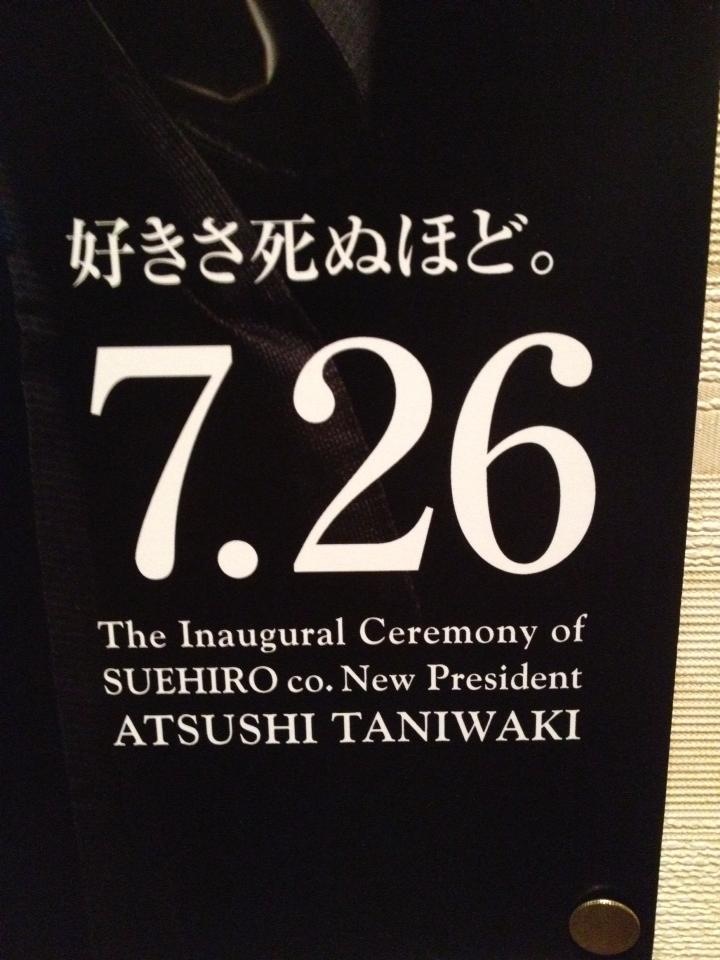 好きさ死ぬほど。
7.26
The Inaugural Ceremony of
SUEHIRO co. New President
ATSUSHI TANIWAKI